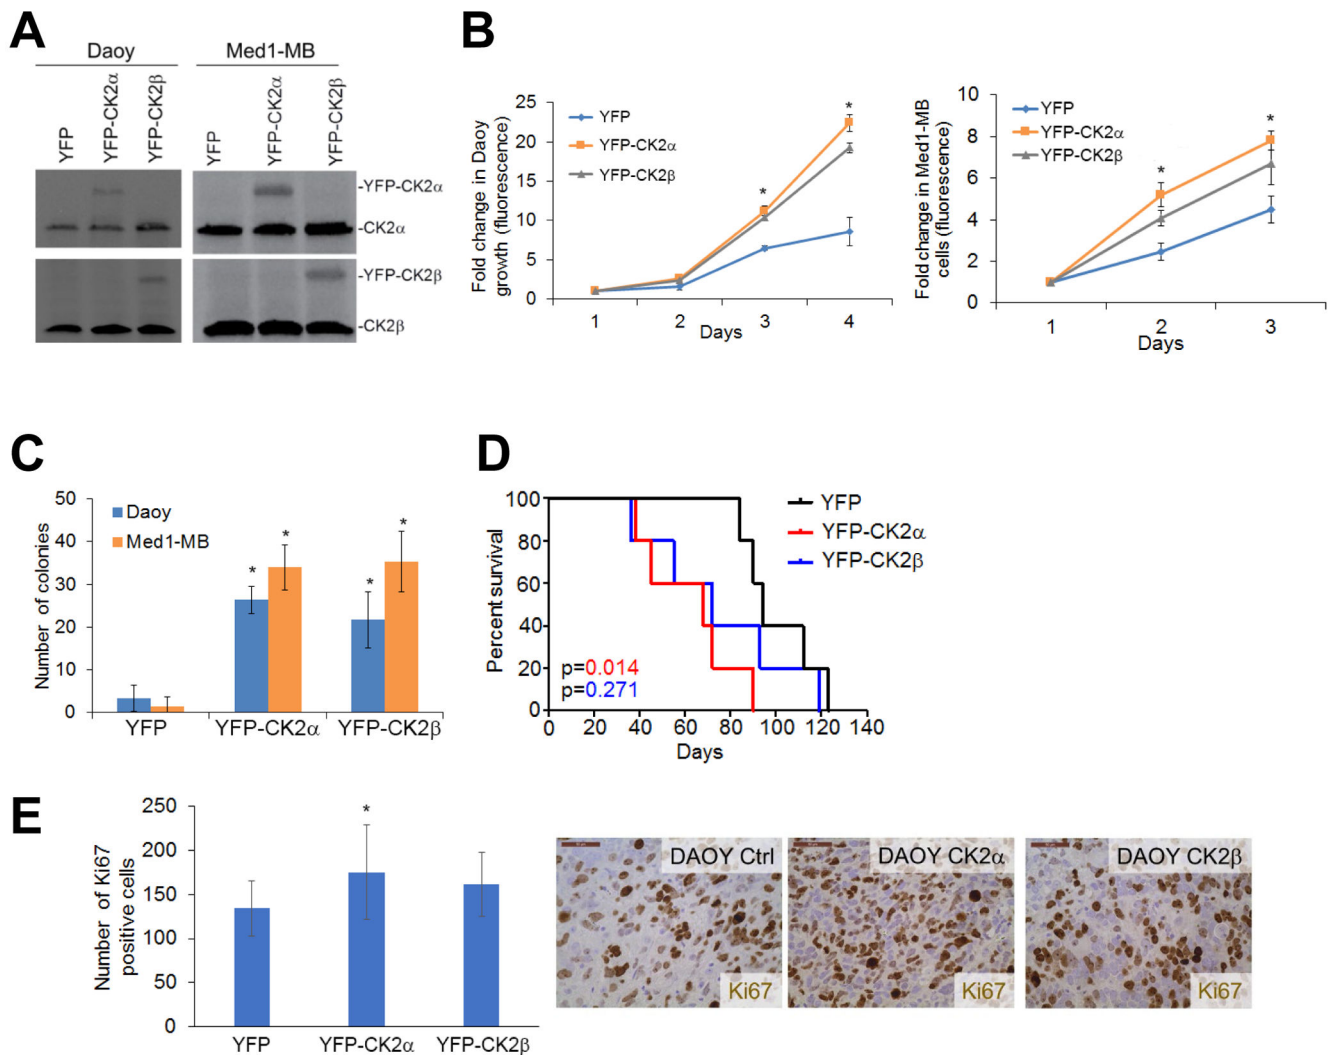 A
Daoy
Med1-MB
YFP
YFP-CK2α
YFP-CK2β
YFP
YFP-CK2α
YFP-CK2β
-YFP-CK2α
-CK2α
-YFP-CK2β
-CK2β
B
Fold change in Daoy
growth (fluorescence)
25
20
15
10
5
0
YFP
YFP-CK2α
YFP-CK2β
*
*
1
2
3
4
Days
Fold change in Med1-MB
cells (fluorescence)
10
8
6
4
2
0
YFP
YFP-CK2α
YFP-CK2β
*
*
1
2
3
Days
C
Number of colonies
50
40
30
20
10
0
Daoy
Med1-MB
*
*
*
*
YFP
YFP-CK2α
YFP-CK2β
D
Percent survival
100
80
60
40
20
0
YFP
YFP-CK2α
YFP-CK2β
p=0.014
p=0.271
0 20 40 60 80 100 120 140
Days
E
Number of Ki67
positive cells
250
200
150
100
50
0
*
YFP
YFP-CK2α
YFP-CK2β
DAOY Ctrl
Ki67
DAOY CK2α
Ki67
DAOY CK2β
Ki67